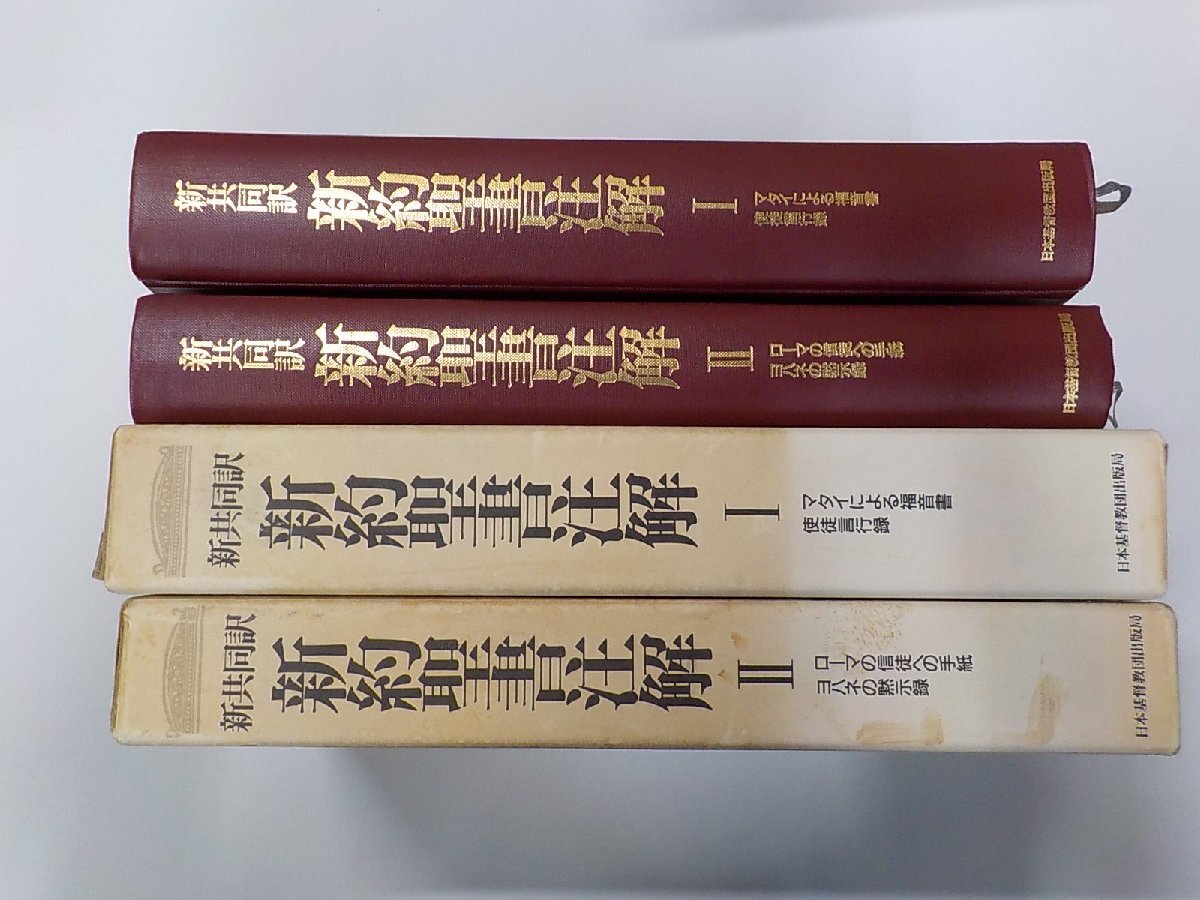 新共同訳
新約聖書注解
I
マタイによる福音書
使徒言行録
日本基督教団出版局
新共同訳
新約聖書注解
II
ローマの信徒への手紙
ヨハネの黙示録
日本基督教団出版局
新共同訳
新約聖書注解
I
マタイによる福音書
使徒言行録
日本基督教団出版局
新共同訳
新約聖書注解
II
ローマの信徒への手紙
ヨハネの黙示録
日本基督教団出版局